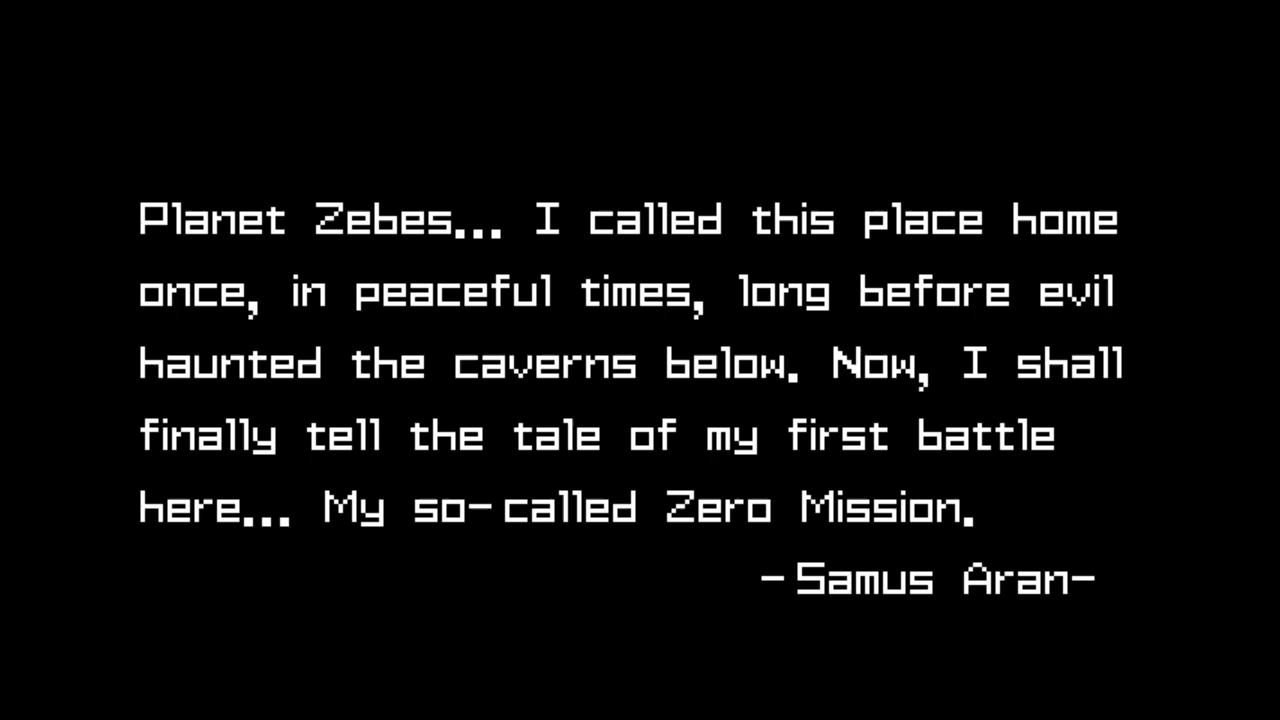 Planet Zebes... I called this place home
once, in peaceful times, long before evil
haunted the caverns below. Now, I shall
finally tell the tale of my first battle
here... My so-called Zero Mission.
-Samus Aran-